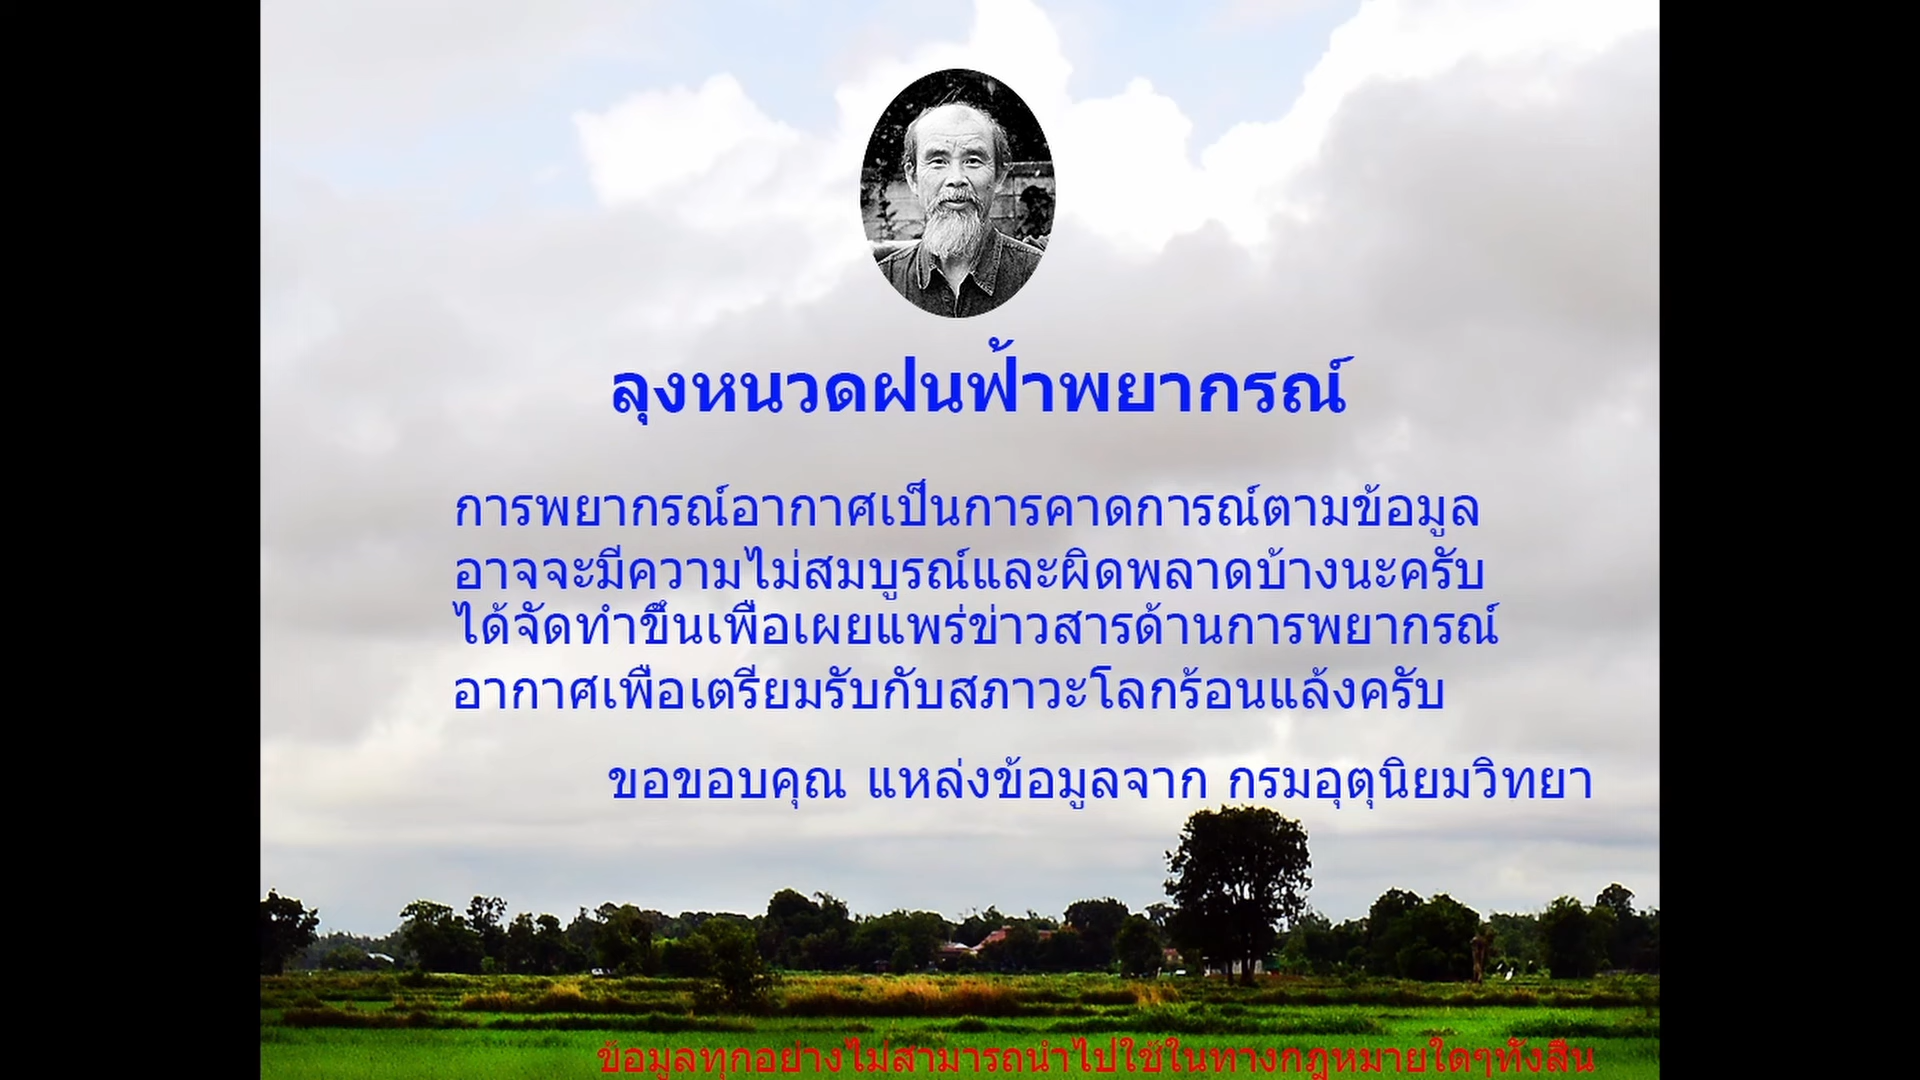 ลุงหนวดฝนฟ้าพยากรณ์
การพยากรณ์อากาศเป็นการคาดการณ์ตามข้อมูล
อาจจะมีความไม่สมบูรณ์และผิดพลาดบ้างนะครับ
ได้จัดทำขึ้นเพื่อเผยแพร่ข่าวสารด้านการพยากรณ์
อากาศเพื่อเตรียมรับกับสภาวะโลกร้อนแล้งครับ
ขอขอบคุณ แหล่งข้อมูลจาก กรมอุตุนิยมวิทยา
ข้อมูลทุกอย่างไม่สามารถนำไปใช้ในทางกฎหมายใดๆทั้งสิ้น